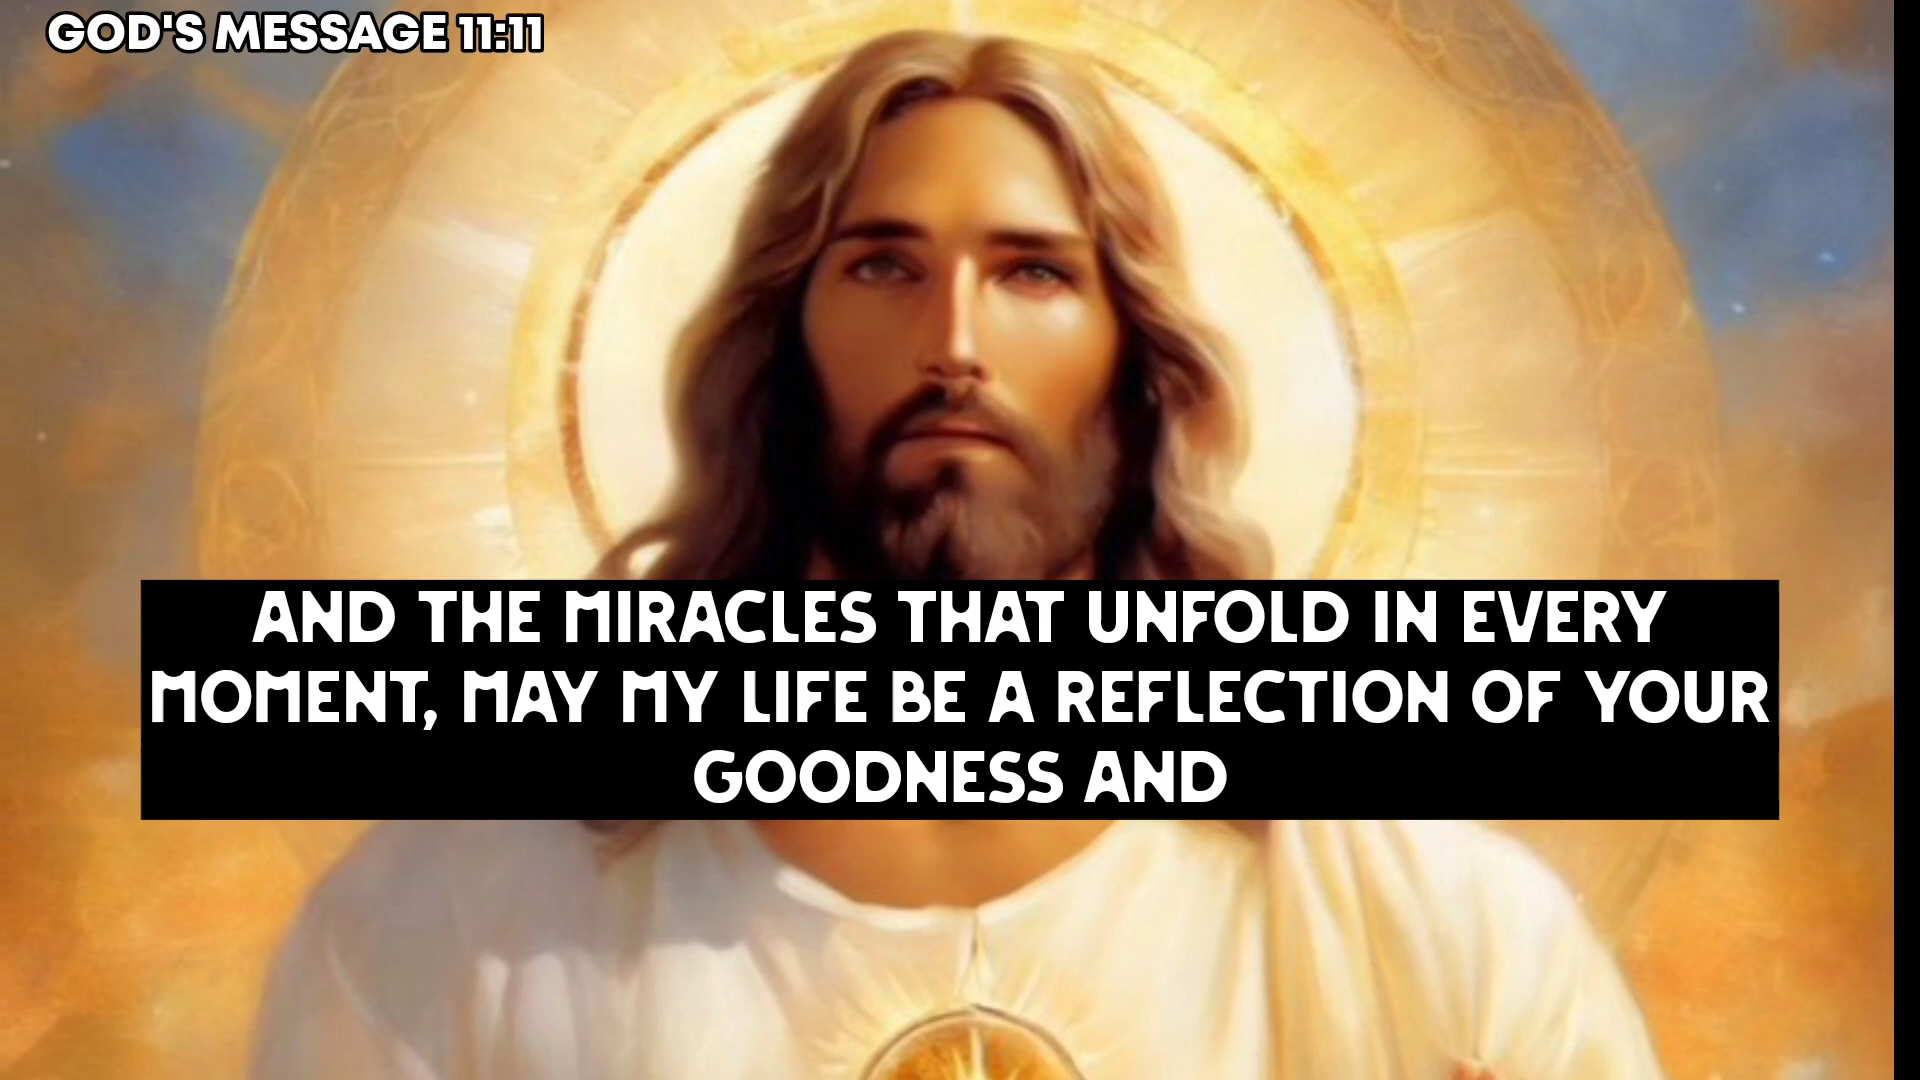 GOD'S MESSAGE 11:11
AND THE MIRACLES THAT UNFOLD IN EVERY
MOMENT, MAY MY LIFE BE A REFLECTION OF YOUR
GOODNESS AND